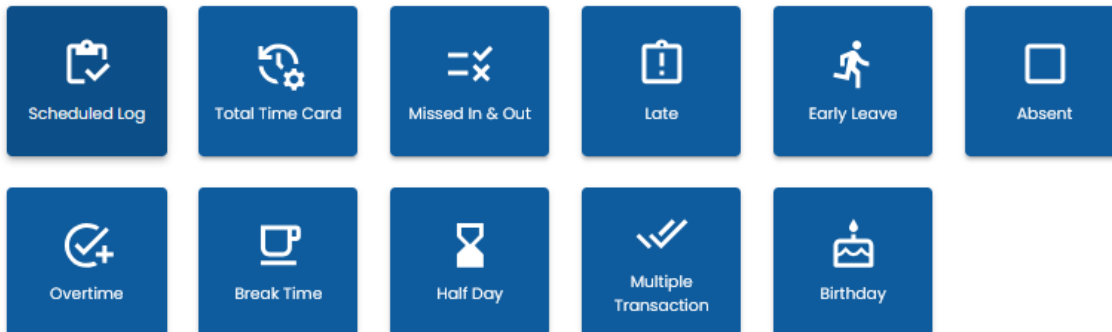 Scheduled Log
Total Time Card
Missed In & Out
Late
Early Leave
Absent
Overtime
Break Time
Half Day
Multiple
Transaction
Birthday